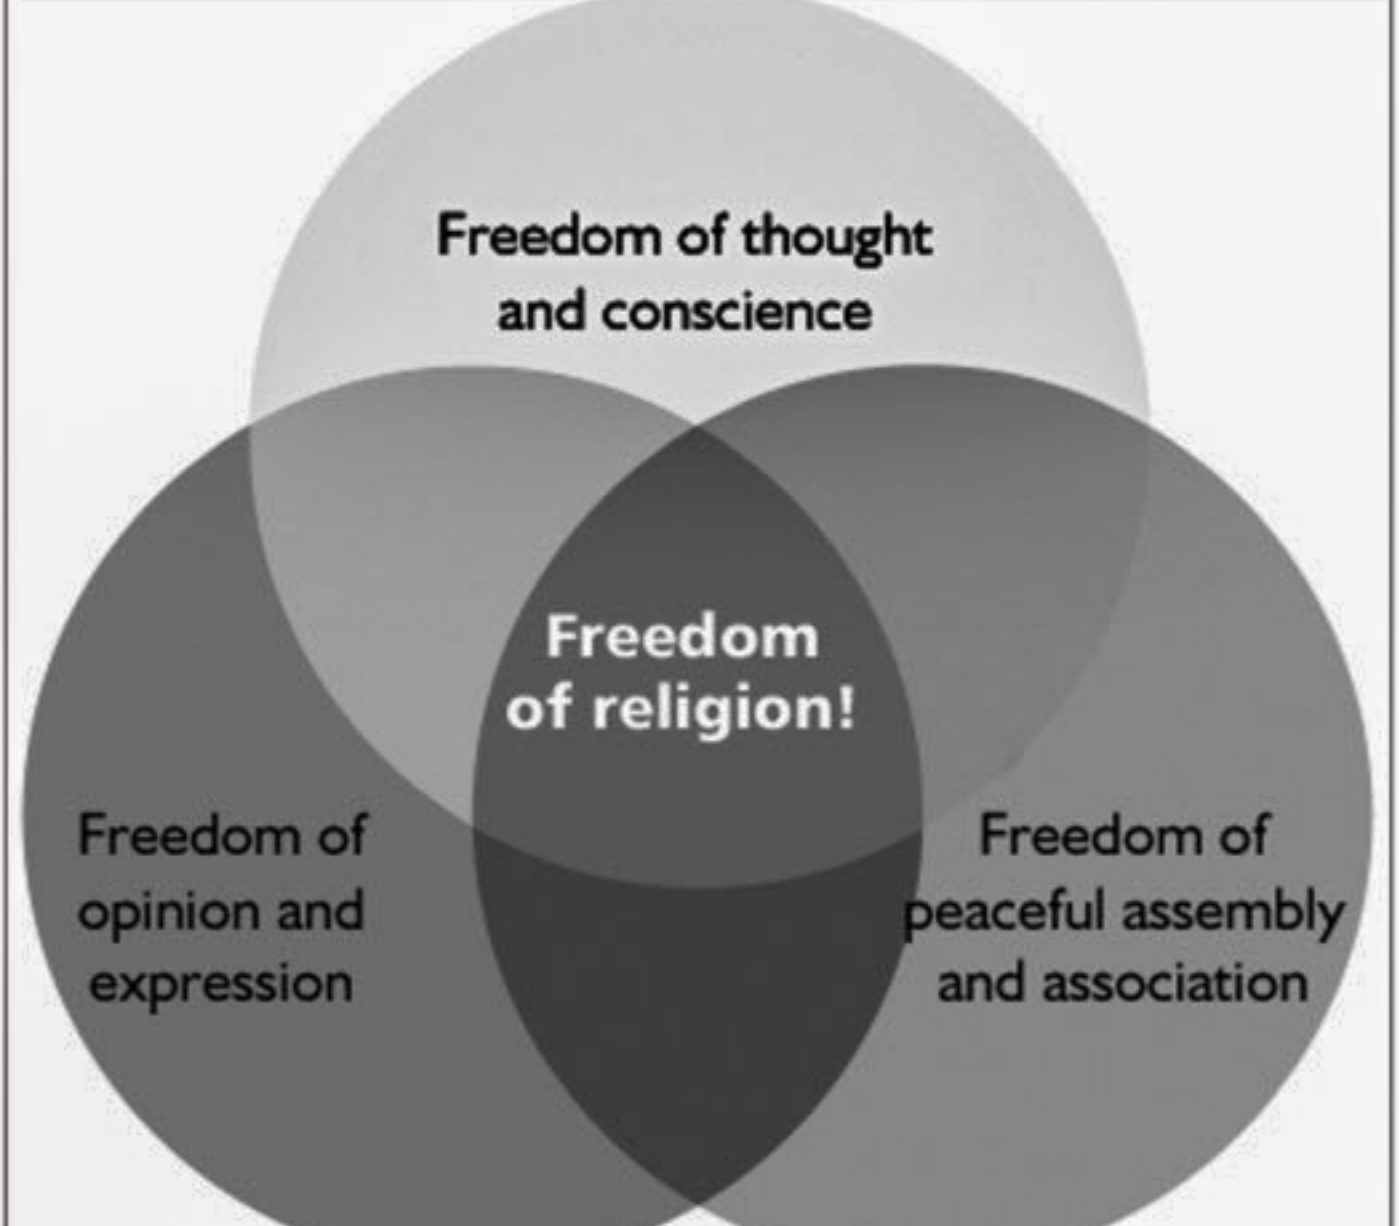 Freedom of thought
and conscience
Freedom
of religion!
Freedom of
opinion and
expression
Freedom of
peaceful assembly
and association